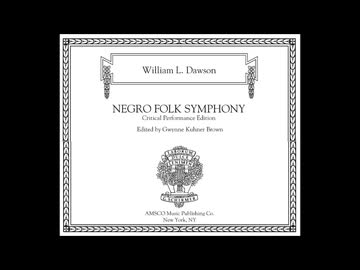 William L. Dawson
NEGRO FOLK SYMPHONY
Critical Performance Edition
Edited by Gwynne Kuhner Brown
G. SCHIRMER
AMSCO Music Publishing Co.
New York, NY